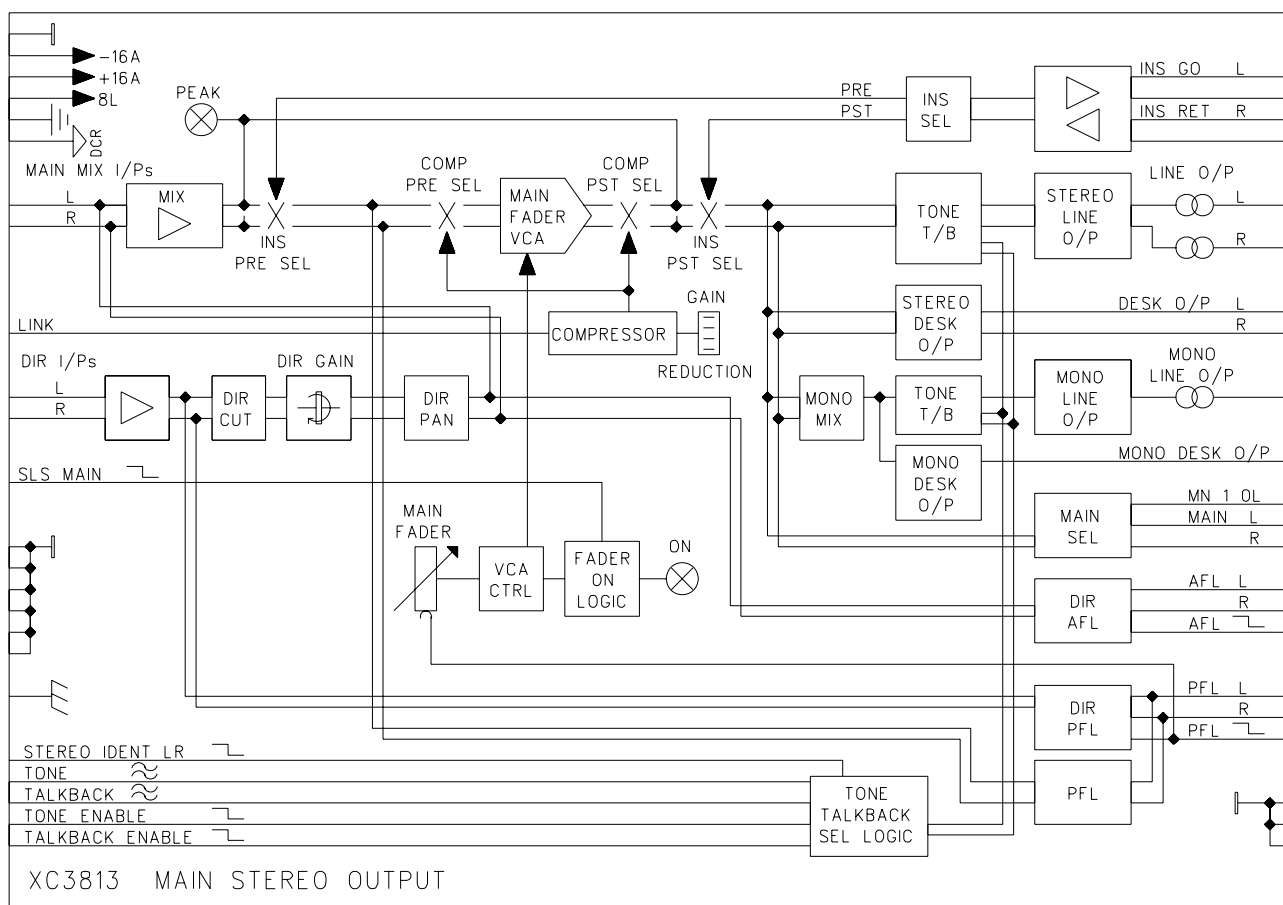 -16A
+16A
8L
DCR
PEAK
MAIN MIX I/Ps
L
R
MIX
INS
PRE SEL
COMP
PRE SEL
MAIN
FADER
VCA
COMP
PST SEL
INS
PST SEL
PRE
PST
INS
SEL
INS GO L
INS RET R
TONE
T/B
STEREO
LINE
O/P
LINE O/P
L
R
LINK
COMPRESSOR
GAIN
REDUCTION
STEREO
DESK
O/P
DESK O/P L
R
DIR I/Ps
L
R
DIR
CUT
DIR GAIN
DIR
PAN
MONO
MIX
TONE
T/B
MONO
LINE
O/P
MONO
LINE O/P
MONO
DESK
O/P
MONO DESK O/P
SLS MAIN
MAIN
FADER
VCA
CTRL
FADER
ON
LOGIC
ON
MAIN
SEL
MN 1 OL
MAIN L
R
DIR
AFL
AFL L
R
AFL
DIR
PFL
PFL L
R
PFL
PFL
STEREO IDENT LR
TONE
TALKBACK
TONE ENABLE
TALKBACK ENABLE
TONE
TALKBACK
SEL LOGIC
XC3813 MAIN STEREO OUTPUT